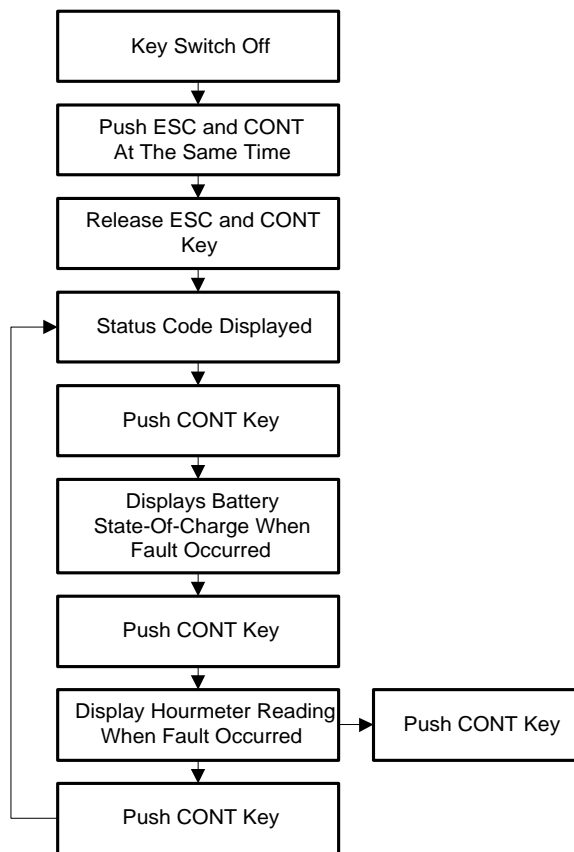 Key Switch Off
Push ESC and CONT
At The Same Time
Release ESC and CONT
Key
Status Code Displayed
Push CONT Key
Displays Battery
State-Of-Charge When
Fault Occurred
Push CONT Key
Display Hourmeter Reading
When Fault Occurred
Push CONT Key
Push CONT Key